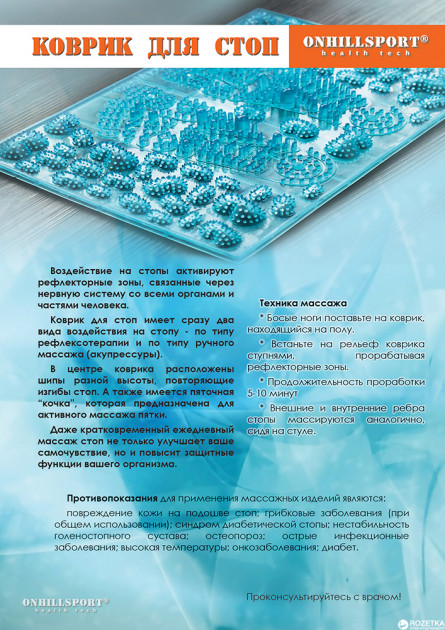 КОВРИК ДЛЯ СТОП
ONHILLSPORT®
health tech
Воздействие на стопы активируют
рефлекторные зоны, связанные через
нервную систему со всеми органами и
частями человека.
Коврик для стоп имеет сразу два
вида воздействия на стопу - по типу
рефлексотерапии и по типу ручного
массажа (акупрессуры).
В центре коврика расположены
шипы разной высоты, повторяющие
изгибы стоп. А также имеется пяточная
"кочка", которая предназначена для
активного массажа пятки.
Даже кратковременный ежедневный
массаж стоп не только улучшает ваше
самочувствие, но и повысит защитные
функции вашего организма.
Техника массажа
* Босые ноги поставьте на коврик,
находящийся на полу.
* Встаньте на рельеф коврика
ступнями, прорабатывая
рефлекторные зоны.
* Продолжительность проработки
5-10 минут
* Внешние и внутренние ребра
стопы массируются аналогично,
сидя на стуле.
Противопоказания для применения массажных изделий являются:
повреждение кожи на подошве стоп; грибковые заболевания (при
общем использовании); синдром диабетической стопы; нестабильность
голеностопного сустава; остеопороз; острые инфекционные
заболевания; высокая температуры; онкозаболевания; диабет.
ONHILLSPORT®
health tech
Проконсультируйтесь с врачом!
ROZETKA